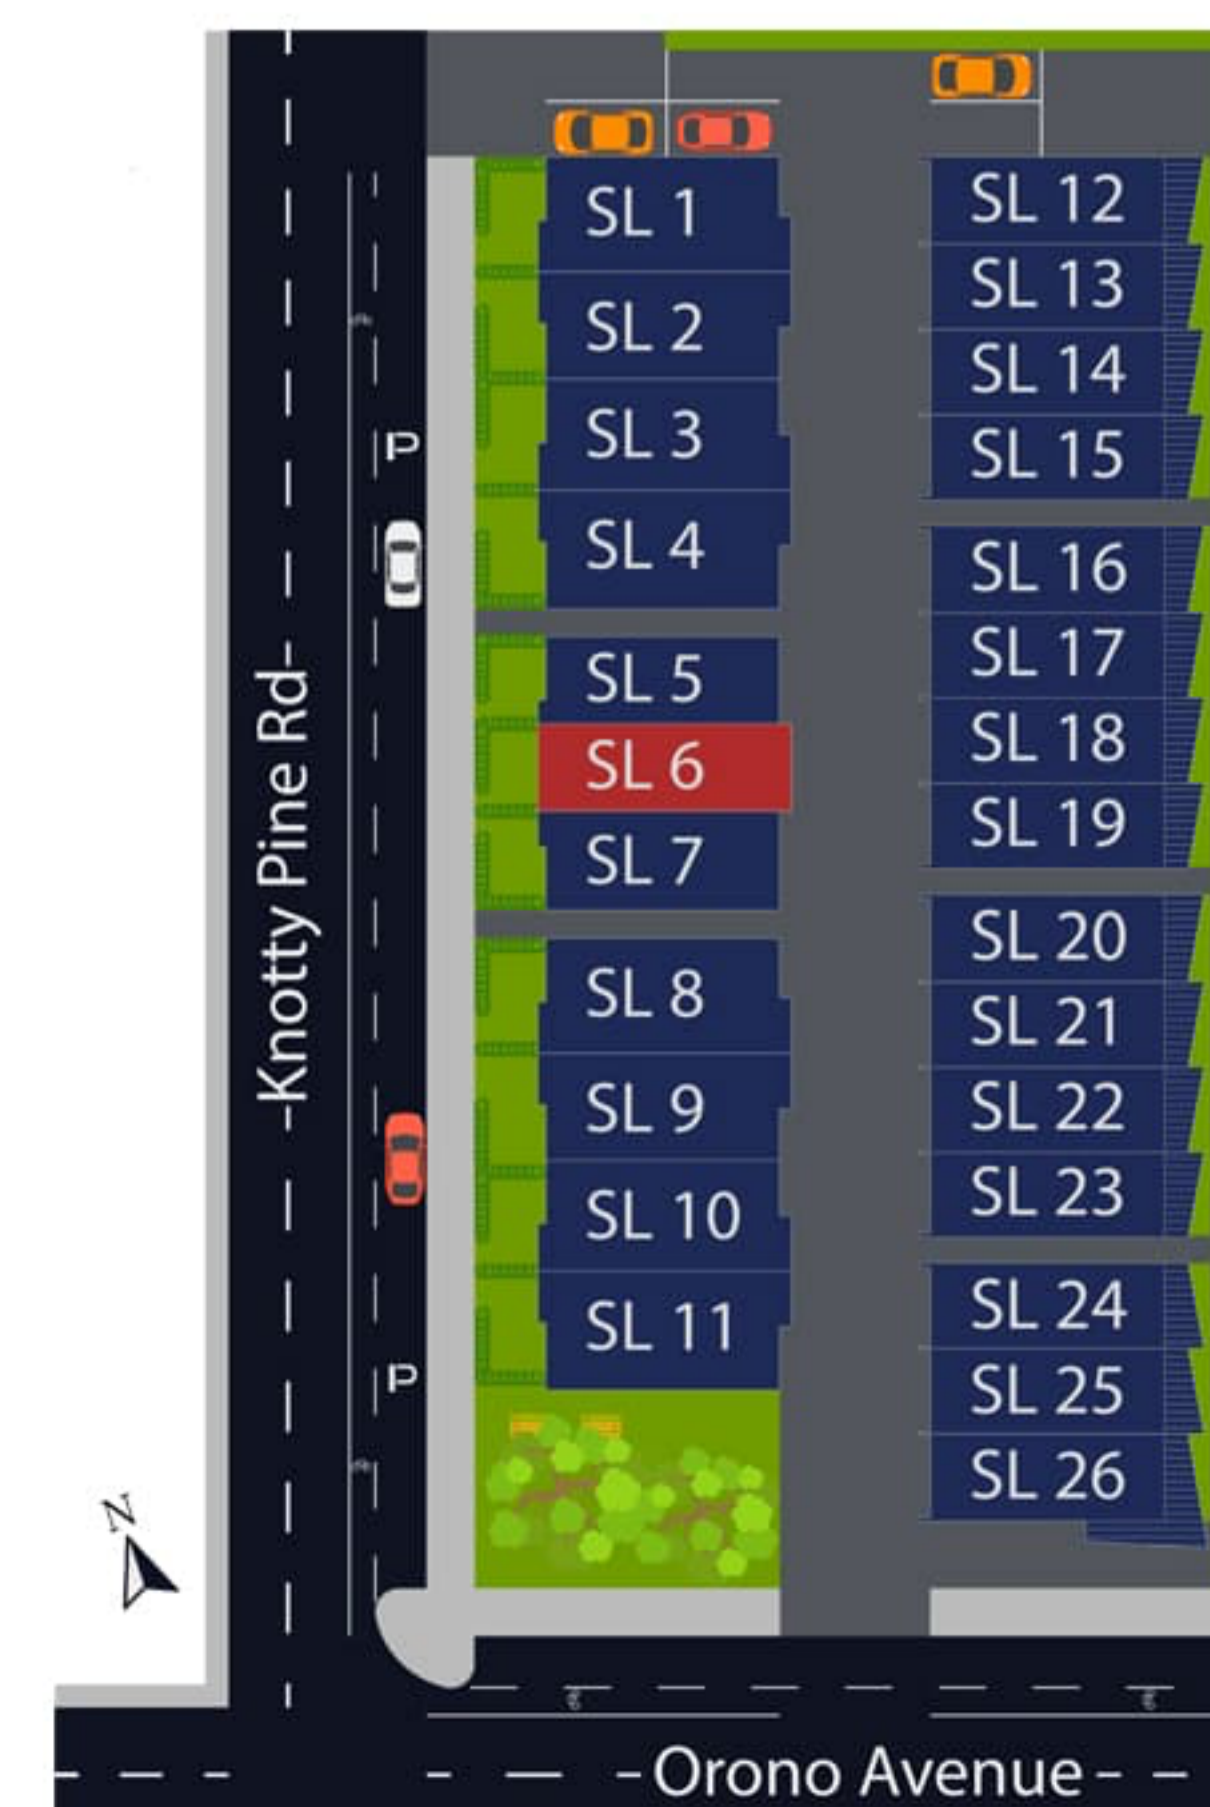 SL 1
SL 2
SL 3
SL 4
SL 5
SL 6
SL 7
SL 8
SL 9
SL 10
SL 11
SL 12
SL 13
SL 14
SL 15
SL 16
SL 17
SL 18
SL 19
SL 20
SL 21
SL 22
SL 23
SL 24
SL 25
SL 26
P
P
Knotty Pine Rd
N
Orono Avenue